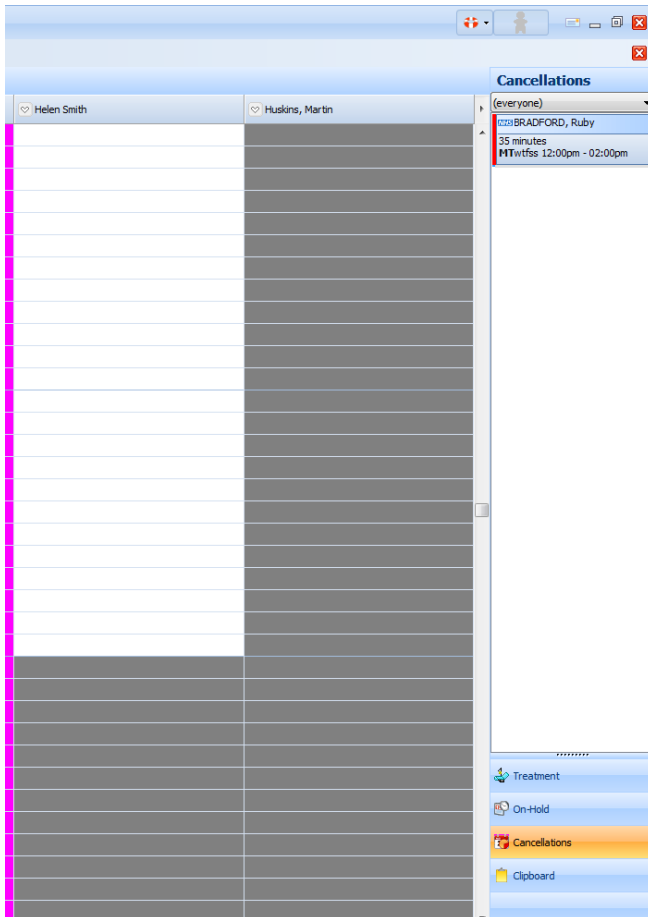 Cancellations
Helen Smith
Huskins, Martin
(everyone)
NHS BRADFORD, Ruby
35 minutes
MTwtfss 12:00pm - 02:00pm
Treatment
On-Hold
Cancellations
Clipboard